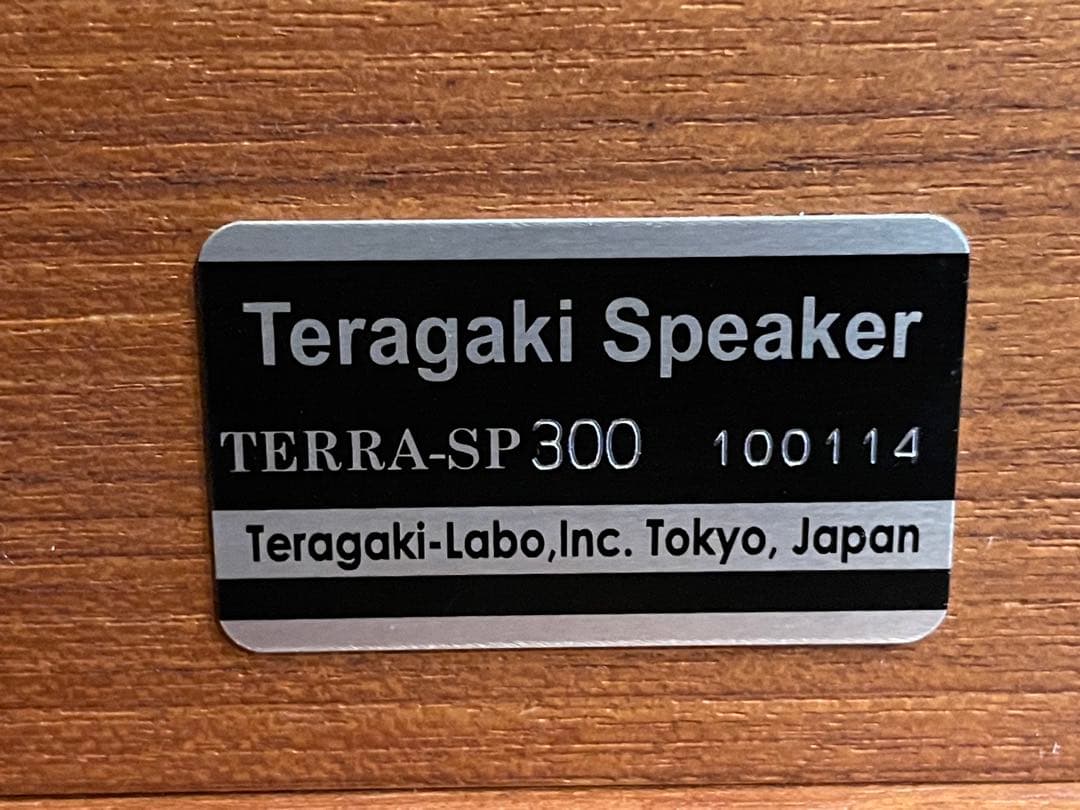 Teragaki Speaker
TERRA-SP300 100114
Teragaki-Labo,Inc. Tokyo, Japan